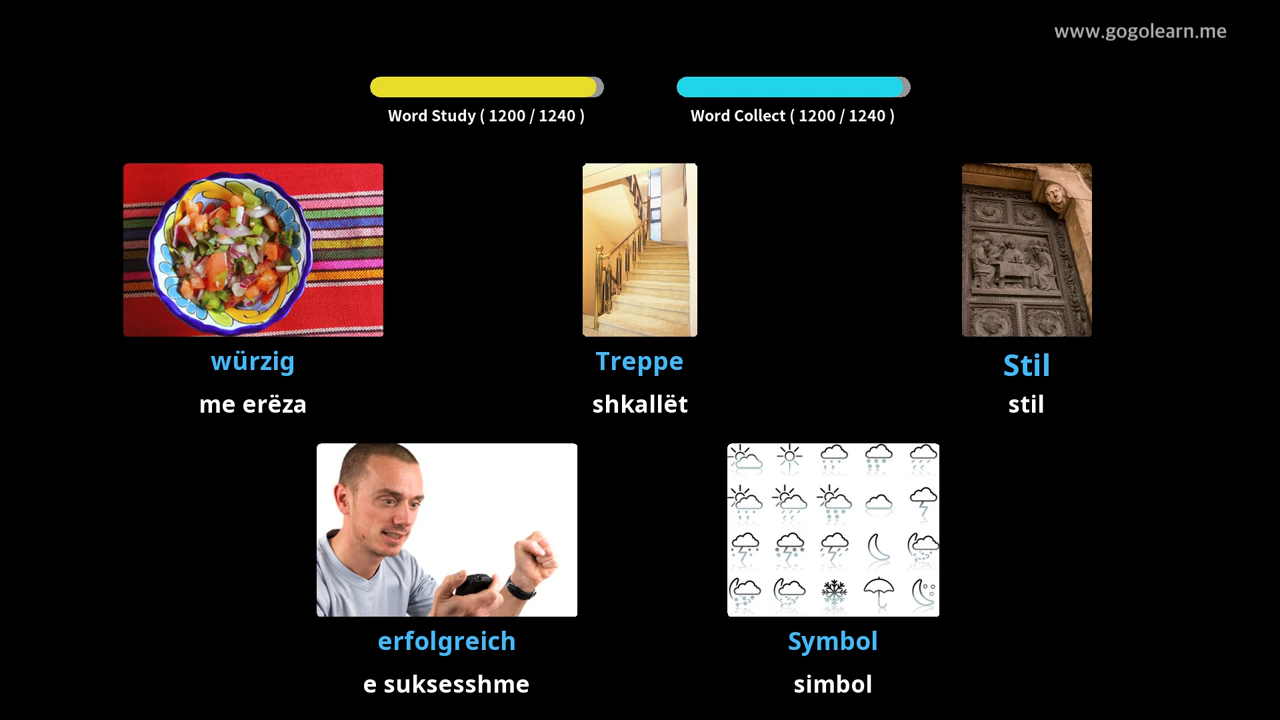 www.gogolearn.me
Word Study ( 1200 / 1240 )
Word Collect ( 1200 / 1240 )
würzig
Treppe
Stil
me erëza
shkallët
stil
erfolgreich
Symbol
e suksesshme
simbol